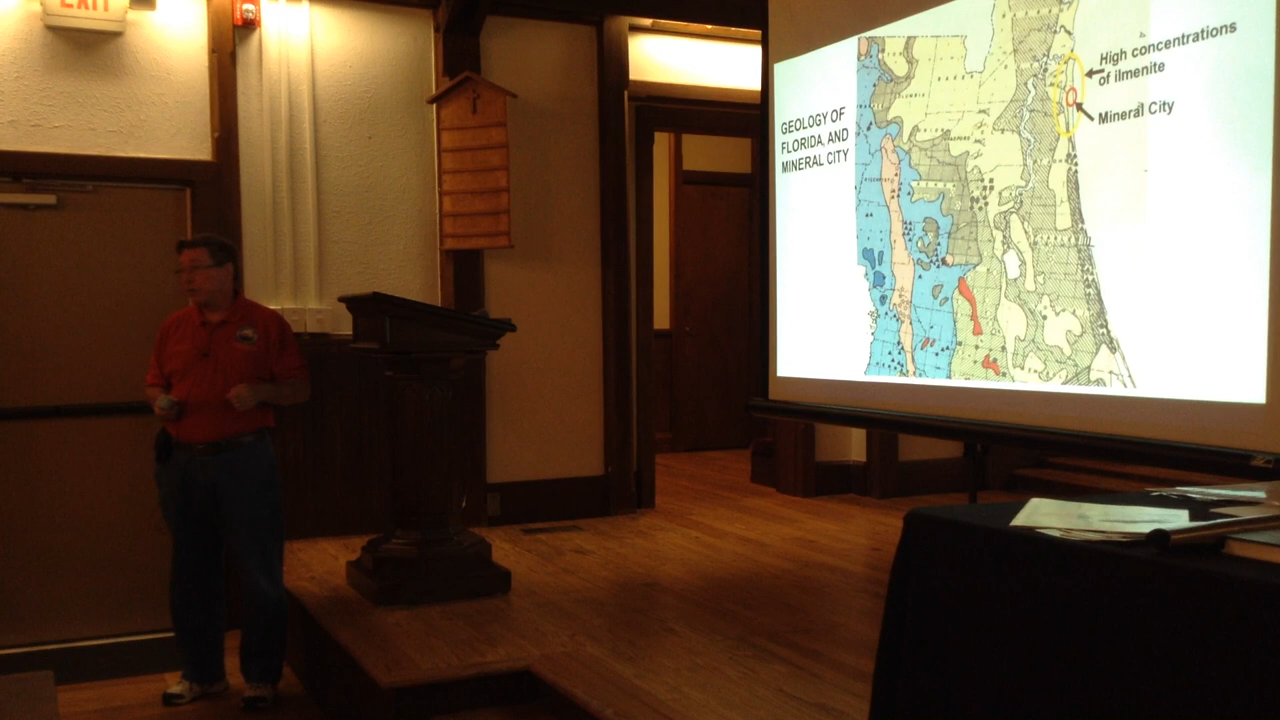 EXIT
GEOLOGY OF
FLORIDA, AND
MINERAL CITY
High concentrations
of ilmenite
Mineral City